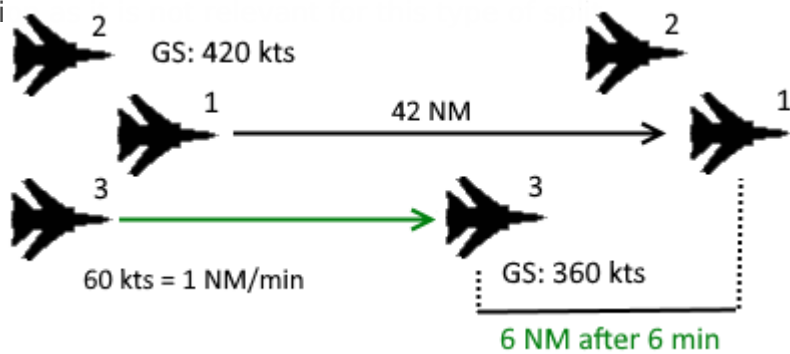 i
2
2
GS: 420 kts
1
42 NM
1
3
3
60 kts = 1 NM/min
GS: 360 kts
6 NM after 6 min